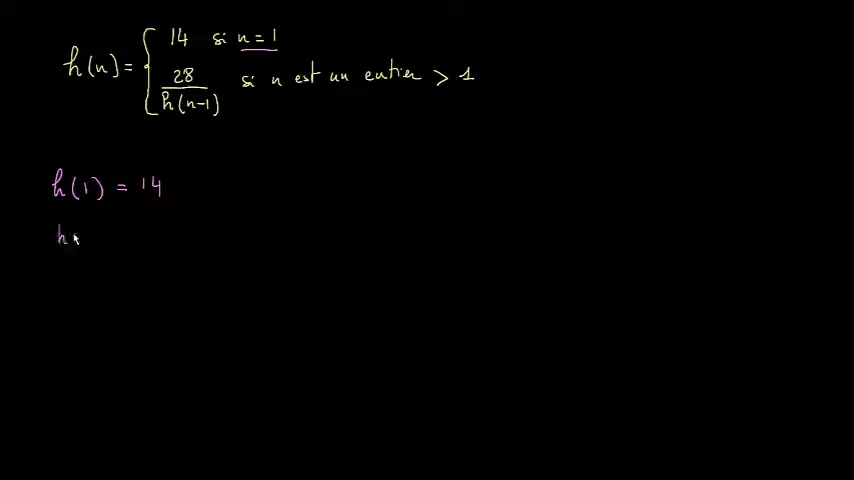 h(n) = { 14 si n = 1
28 / h(n-1) si n est un entier > 1
h(1) = 14
h